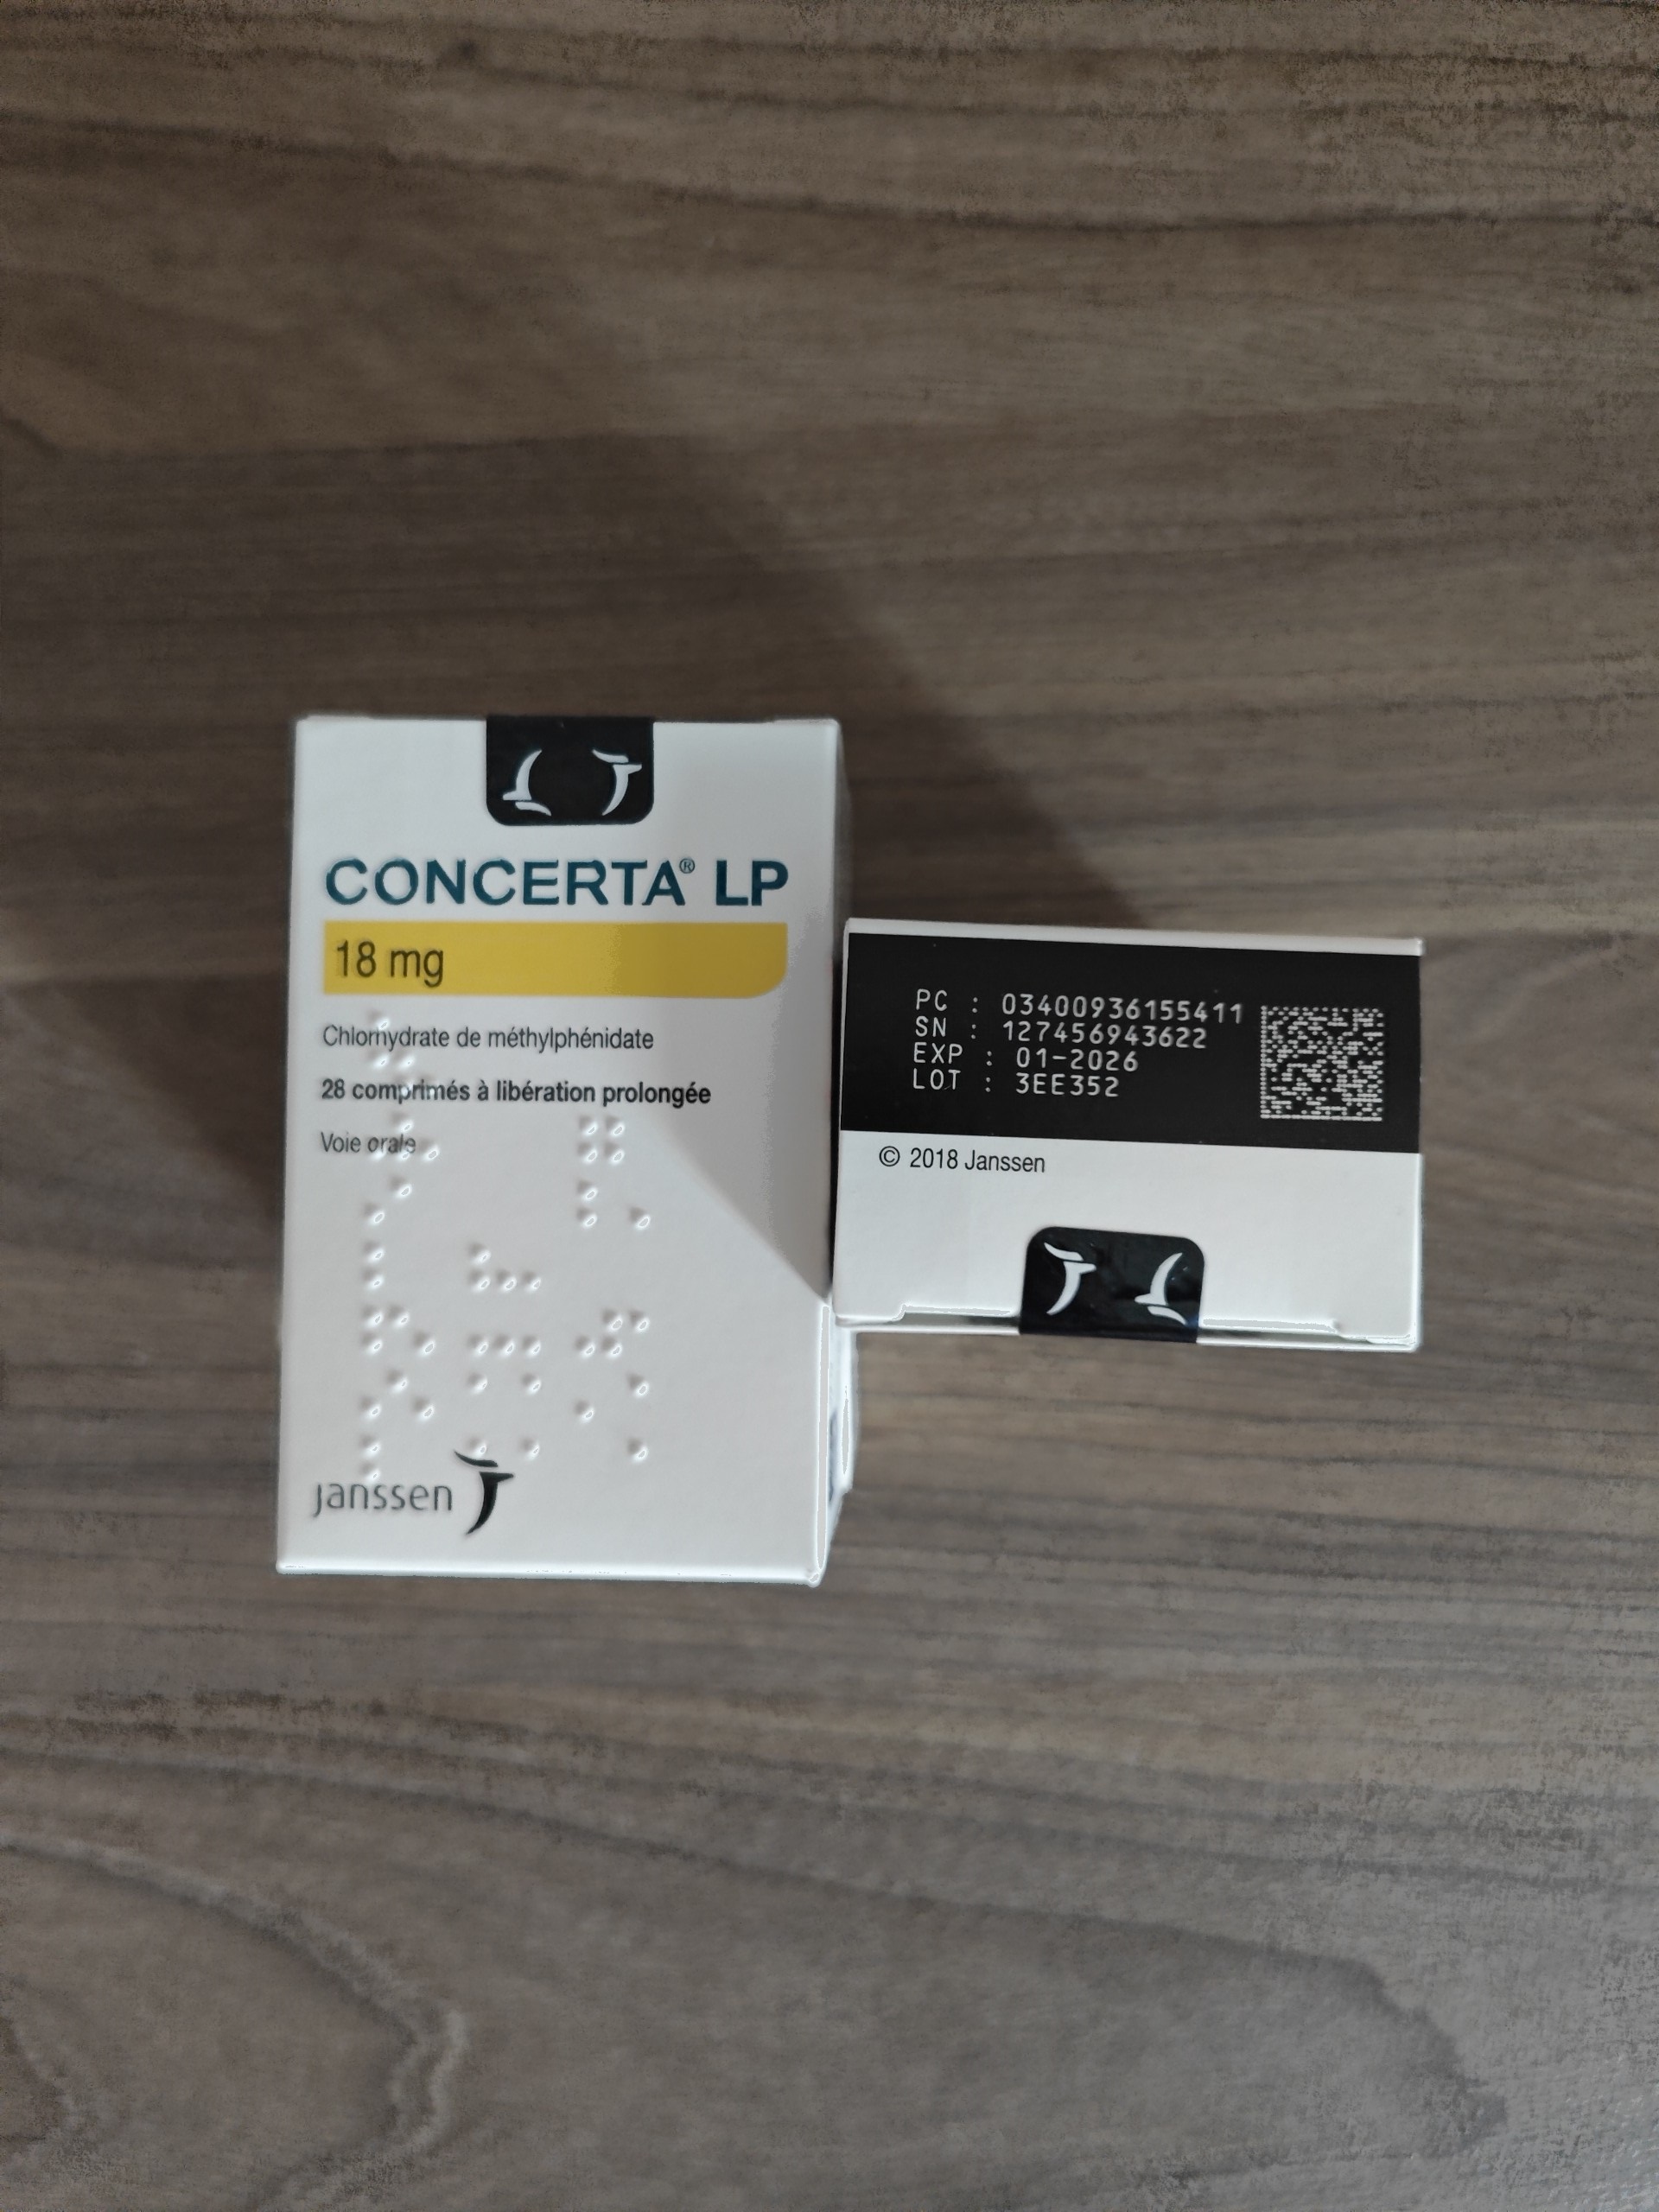 CONCERTA® LP
18 mg
Chlorhydrate de méthylphénidate
28 comprimés à libération prolongée
Voie orale
janssen
PC : 03400936155411
SN : 127456943622
EXP : 01-2026
LOT : 3EE352
© 2018 Janssen